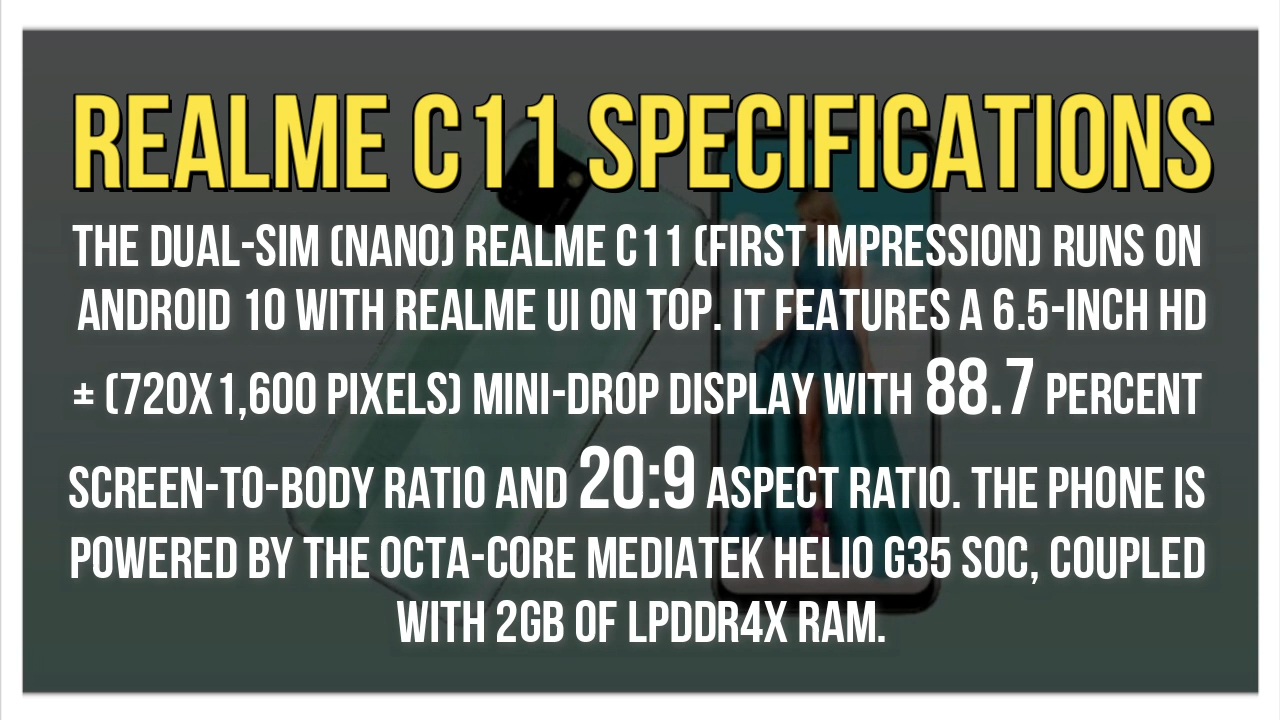 REALME C11 SPECIFICATIONS
THE DUAL-SIM (NANO) REALME C11 (FIRST IMPRESSION) RUNS ON
ANDROID 10 WITH REALME UI ON TOP. IT FEATURES A 6.5-INCH HD
± (720X1,600 PIXELS) MINI-DROP DISPLAY WITH 88.7 PERCENT
SCREEN-TO-BODY RATIO AND 20:9 ASPECT RATIO. THE PHONE IS
POWERED BY THE OCTA-CORE MEDIATEK HELIO G35 SOC, COUPLED
WITH 2GB OF LPDDR4X RAM.